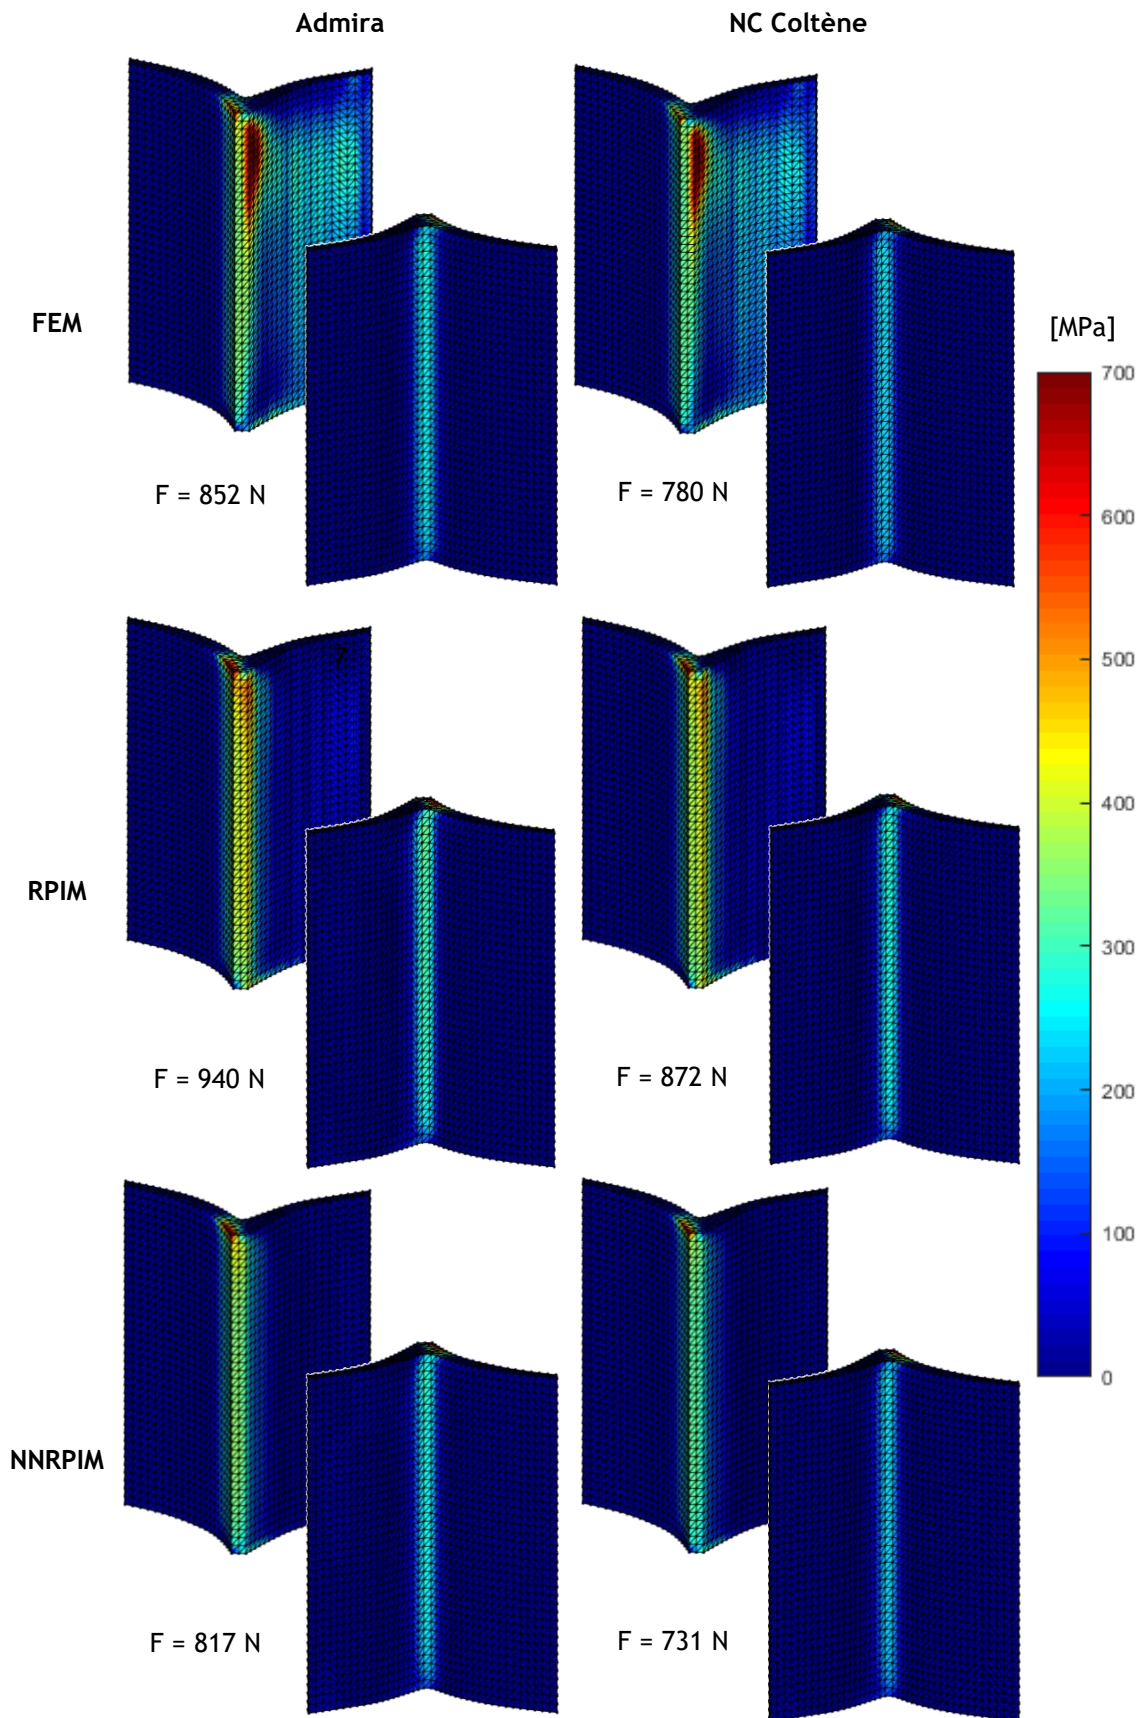 Admira
NC Coltène
FEM
[MPa]
700
F = 852 N
F = 780 N
600
500
7
400
RPIM
300
F = 940 N
F = 872 N
200
100
0
NNRPIM
F = 817 N
F = 731 N